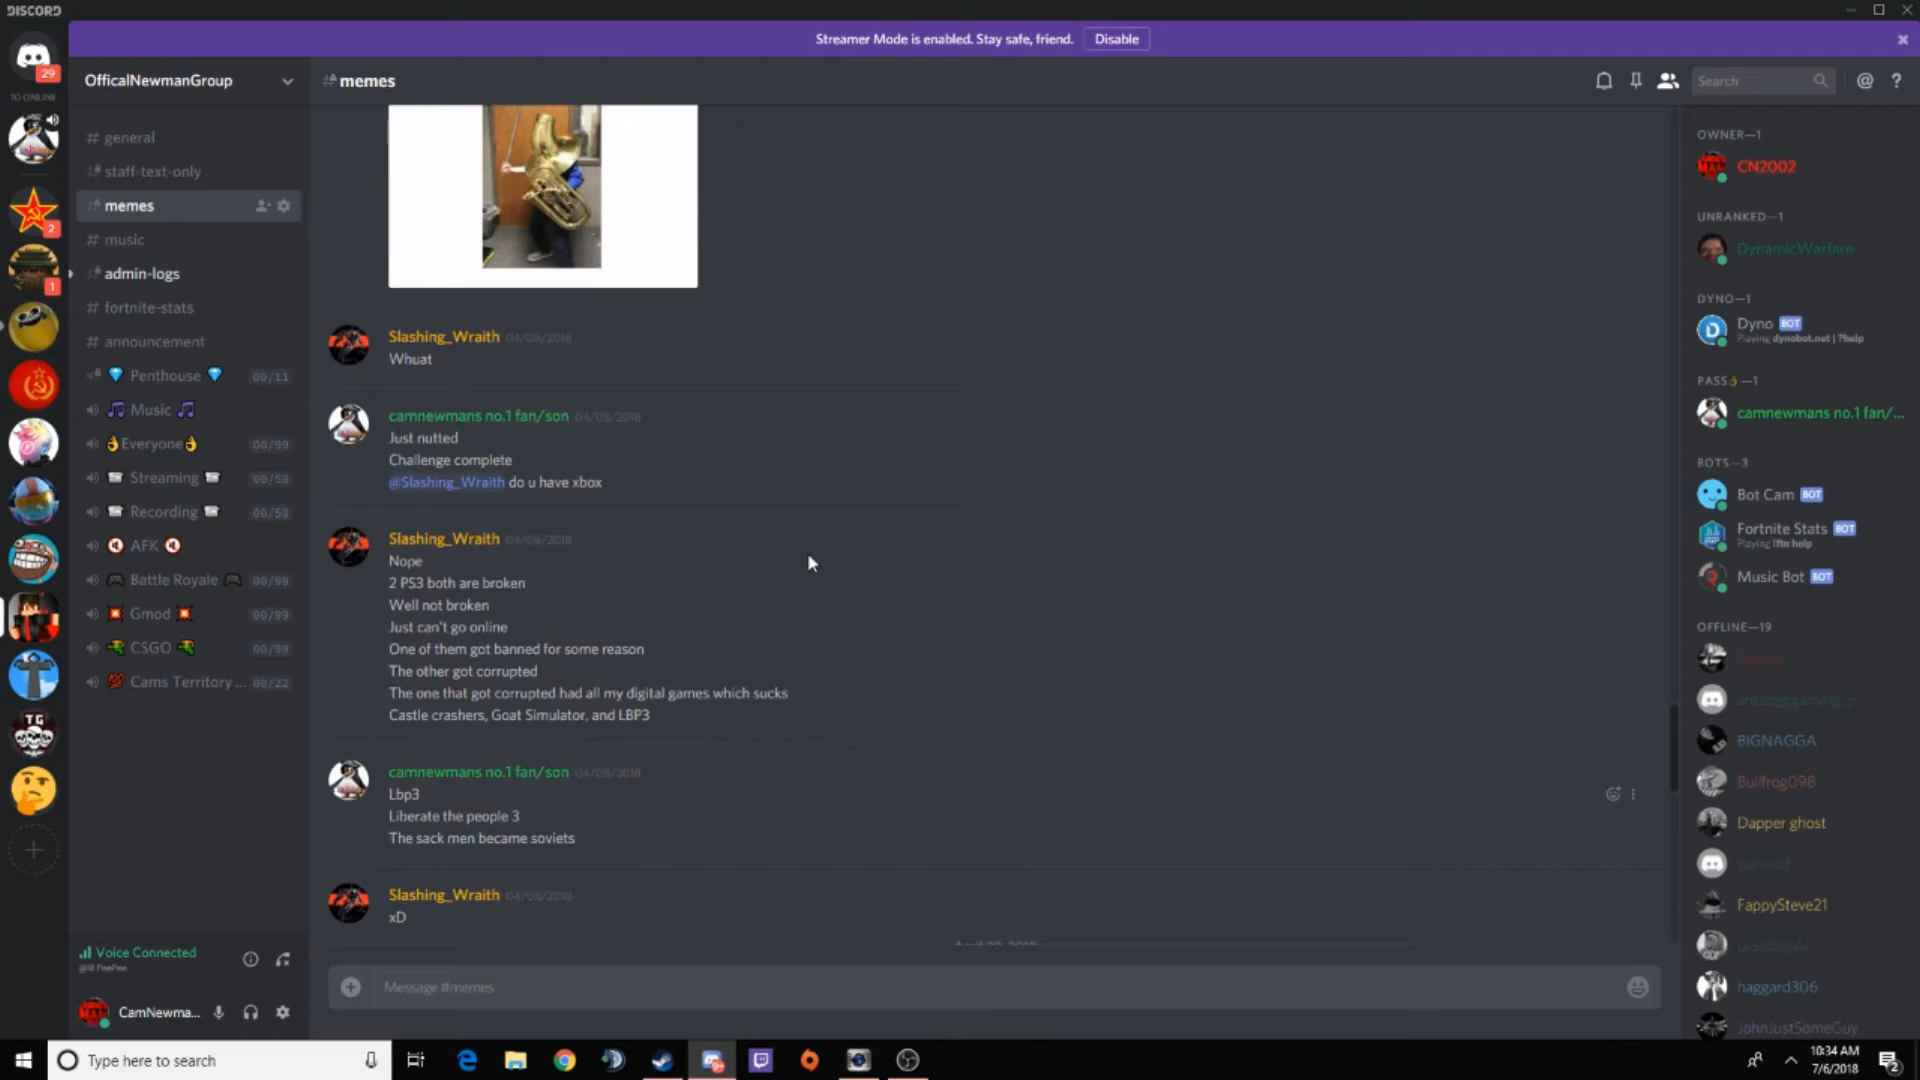 DISCORD
Streamer Mode is enabled. Stay safe, friend.
Disable
29
10 ONLINE
2
1
OfficalNewmanGroup
# general
staff-text-only
memes
# music
admin-logs
# fortnite-stats
# announcement
💎 Penthouse 💎 00/11
🎵 Music 🎵
👌Everyone👌 00/99
Streaming 00/50
Recording 00/50
AFK
🎮 Battle Royale 🎮 00/99
💥 Gmod 💥 00/99
🔫 CSGO 🔫 00/99
💯 Cams Territory ... 00/22
Voice Connected
CamNewma...
memes
Search
@ ?
Slashing_Wraith 04/08/2018
Whuat
camnewmans no.1 fan/son 04/08/2018
Just nutted
Challenge complete
@Slashing_Wraith do u have xbox
Slashing_Wraith 04/08/2018
Nope
2 PS3 both are broken
Well not broken
Just can't go online
One of them got banned for some reason
The other got corrupted
The one that got corrupted had all my digital games which sucks
Castle crashers, Goat Simulator, and LBP3
camnewmans no.1 fan/son 04/08/2018
Lbp3
Liberate the people 3
The sack men became soviets
Slashing_Wraith 04/08/2018
xD
Message #memes
OWNER—1
CN2002
UNRANKED—1
DynamicWarfare
DYNO—1
Dyno BOT
Playing dynobot.net | ?help
PASS👌—1
camnewmans no.1 fan/...
BOTS—3
Bot Cam BOT
Fortnite Stats BOT
Playing !ftn help
Music Bot BOT
OFFLINE—19
BIGNAGGA
Bullfrog098
Dapper ghost
FappySteve21
haggard306
JohnJustSomeGuy
TG
Type here to search
10:34 AM
7/6/2018
2